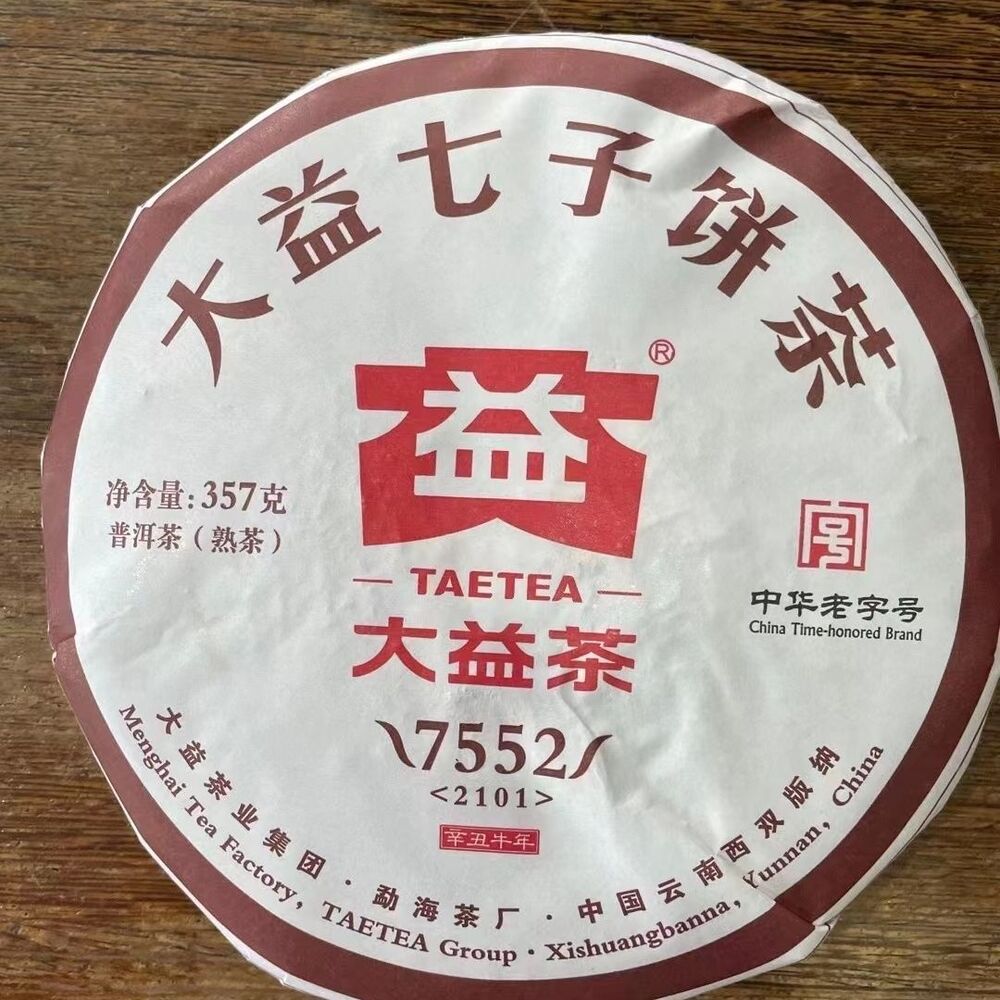 大益七子饼茶
益®
净含量:357克
普洱茶(熟茶)
— TAETEA —
大益茶
中华老字号
China Time-honored Brand
7552
<2101>
辛丑牛年
大益茶业集团·勐海茶厂·中国云南西双版纳
Menghai Tea Factory, TAETEA Group · Xishuangbanna, Yunnan, China